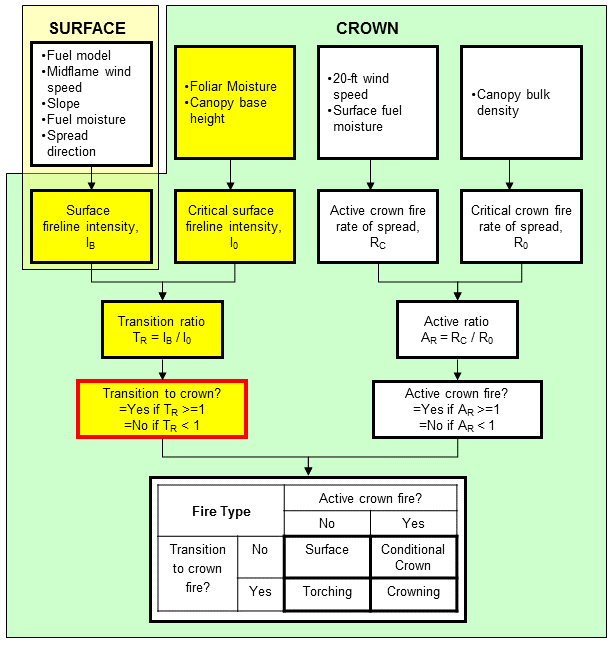 SURFACE
CROWN
•Fuel model
•Midflame wind
speed
•Slope
•Fuel moisture
•Spread
direction
•Foliar Moisture
•Canopy base
height
•20-ft wind
speed
•Surface fuel
moisture
•Canopy bulk
density
Surface
fireline intensity,
I_B
Critical surface
fireline intensity,
I_0
Active crown fire
rate of spread,
R_C
Critical crown fire
rate of spread,
R_0
Transition ratio
T_R = I_B / I_0
Active ratio
A_R = R_C / R_0
Transition to crown?
=Yes if T_R >=1
=No if T_R < 1
Active crown fire?
=Yes if A_R >=1
=No if A_R < 1
Fire Type
Active crown fire?
No
Yes
Transition
to crown
fire?
No
Surface
Conditional
Crown
Yes
Torching
Crowning